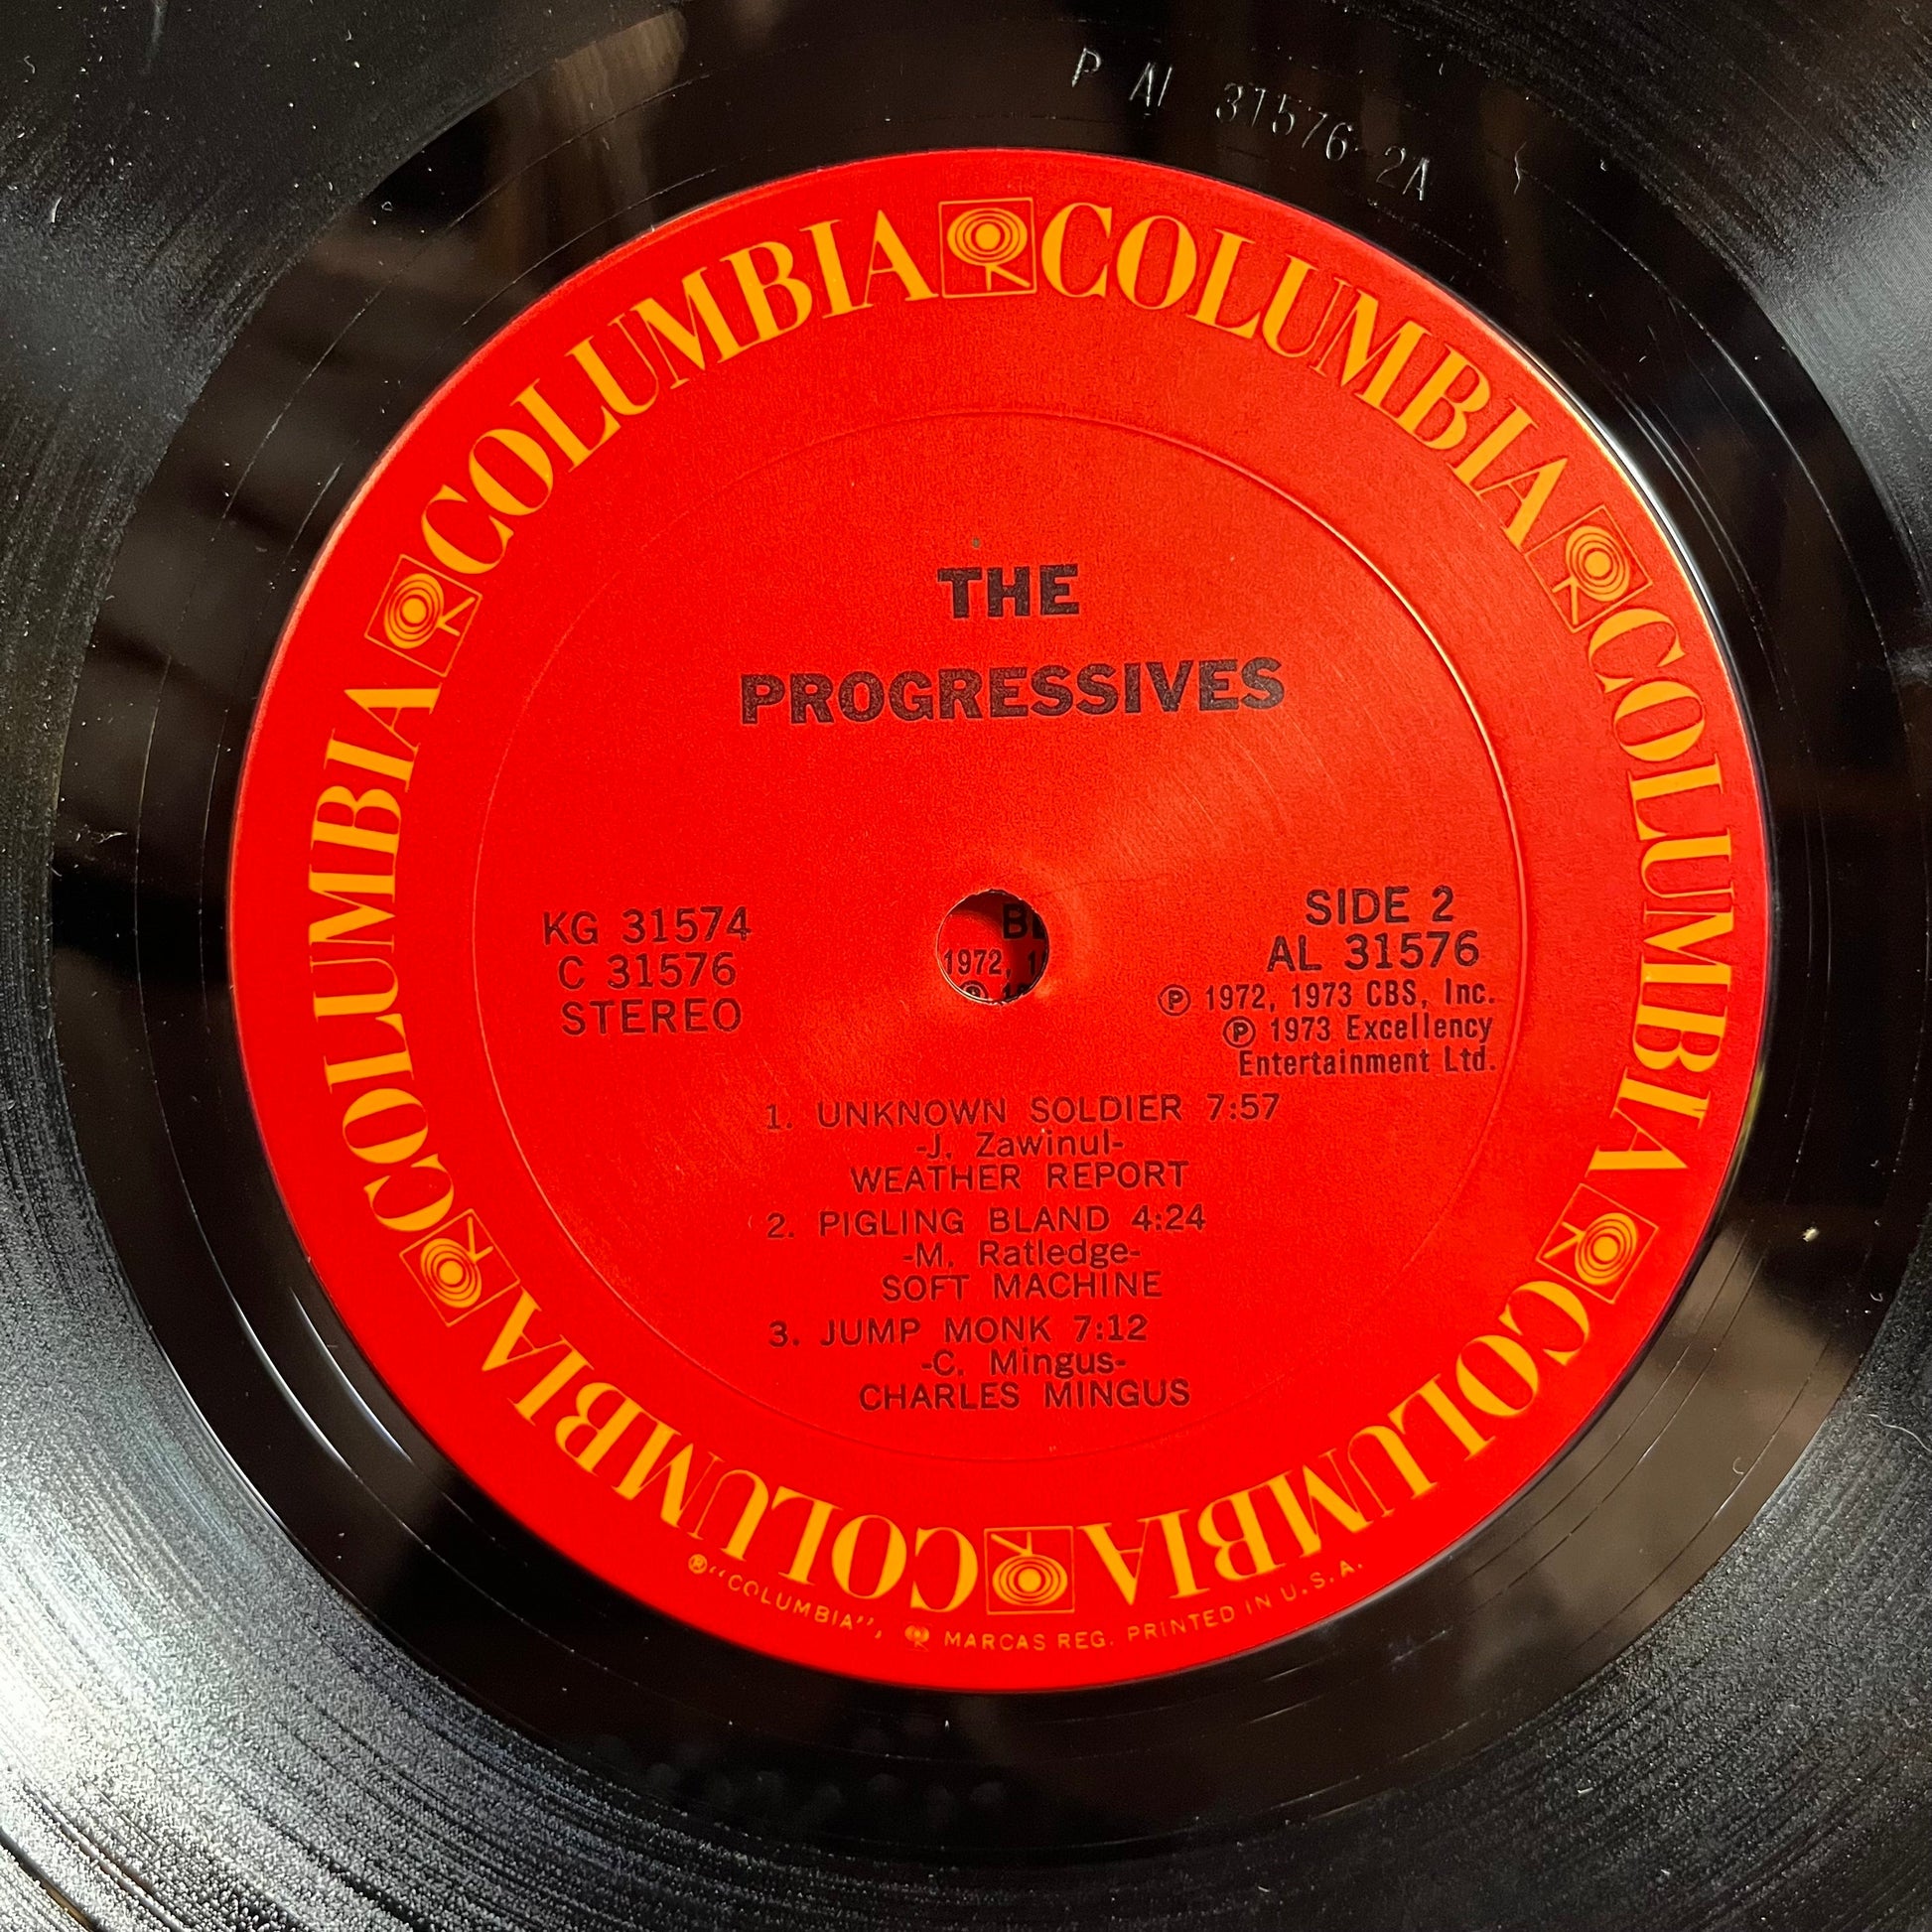 P AL 31576-2A
COLUMBIA COLUMBIA COLUMBIA COLUMBIA COLUMBIA COLUMBIA COLUMBIA
THE
PROGRESSIVES
KG 31574
C 31576
STEREO
1972,
SIDE 2
AL 31576
Ⓟ 1972, 1973 CBS, Inc.
Ⓟ 1973 Excellency
Entertainment Ltd.
1. UNKNOWN SOLDIER 7:57
-J. Zawinul-
WEATHER REPORT
2. PIGLING BLAND 4:24
-M. Ratledge-
SOFT MACHINE
3. JUMP MONK 7:12
-C. Mingus-
CHARLES MINGUS
®"COLUMBIA", MARCAS REG. PRINTED IN U.S.A.